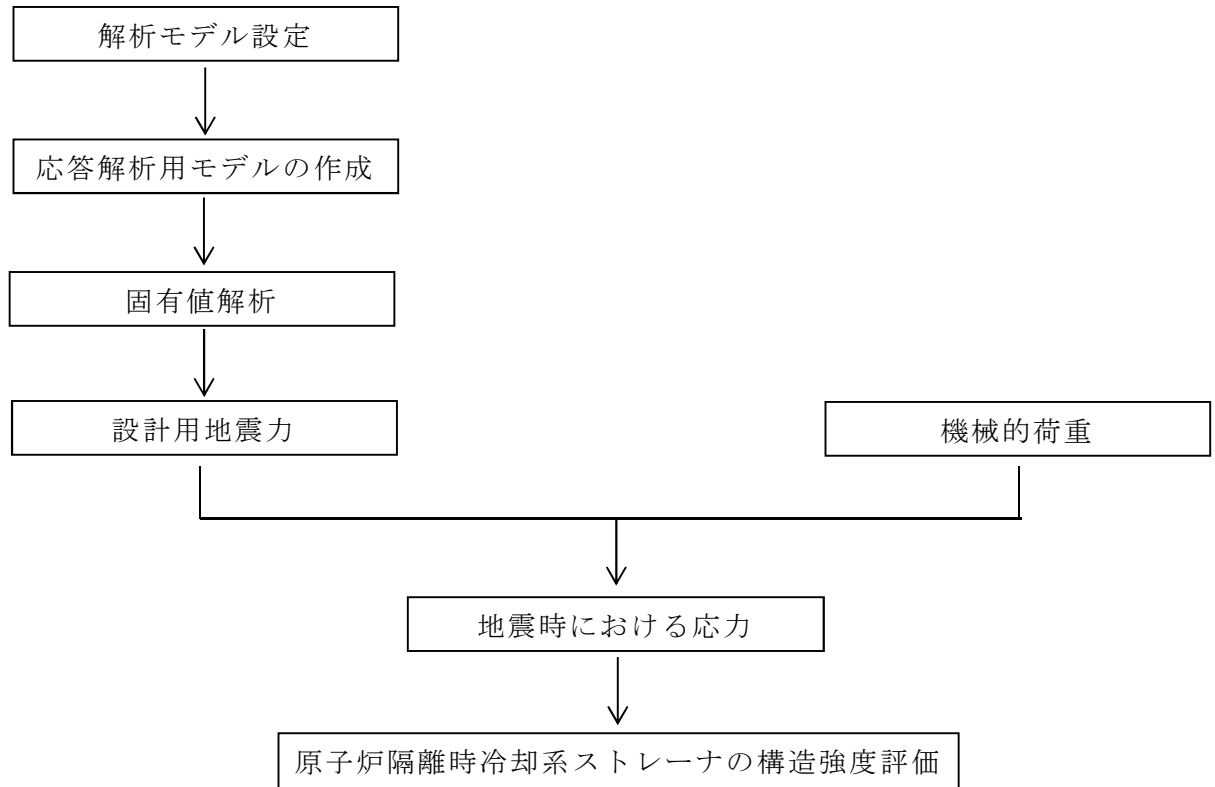 解析モデル設定
応答解析用モデルの作成
固有値解析
設計用地震力
機械的荷重
地震時における応力
原子炉隔離時冷却系ストレーナの構造強度評価